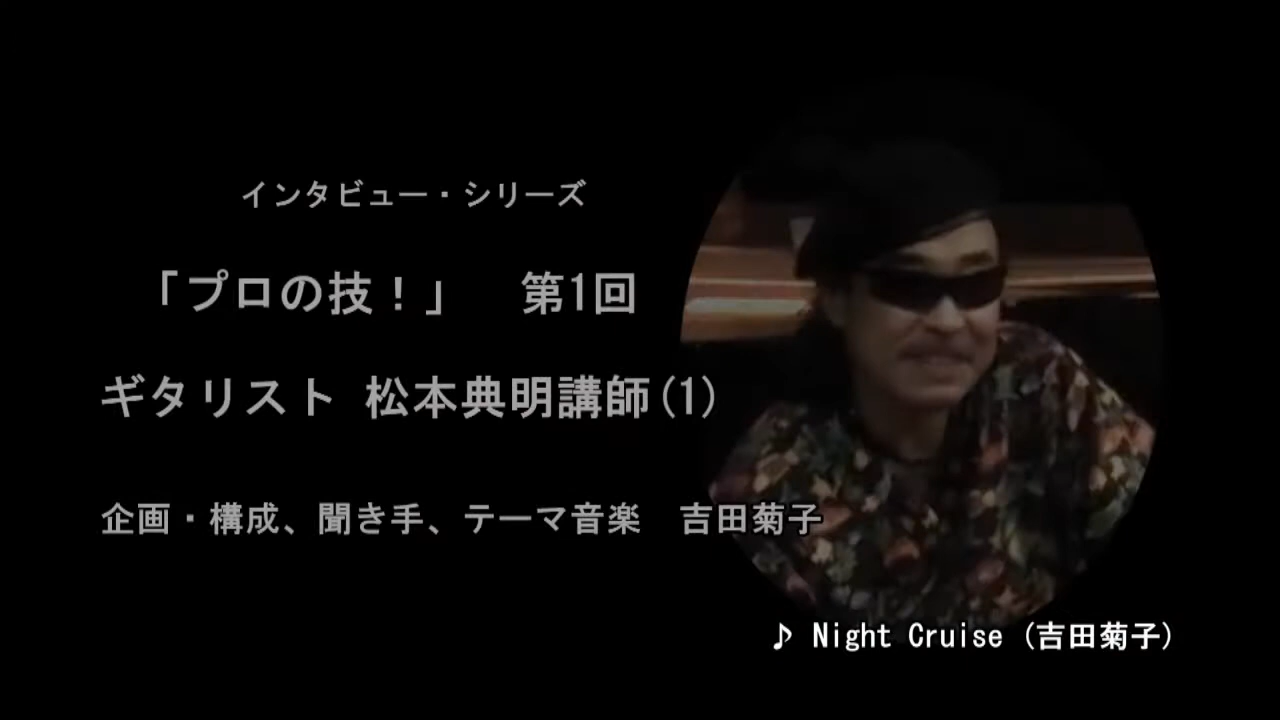 インタビュー・シリーズ
「プロの技！」　第1回
ギタリスト 松本典明講師(1)
企画・構成、聞き手、テーマ音楽　吉田菊子
♪ Night Cruise (吉田菊子)